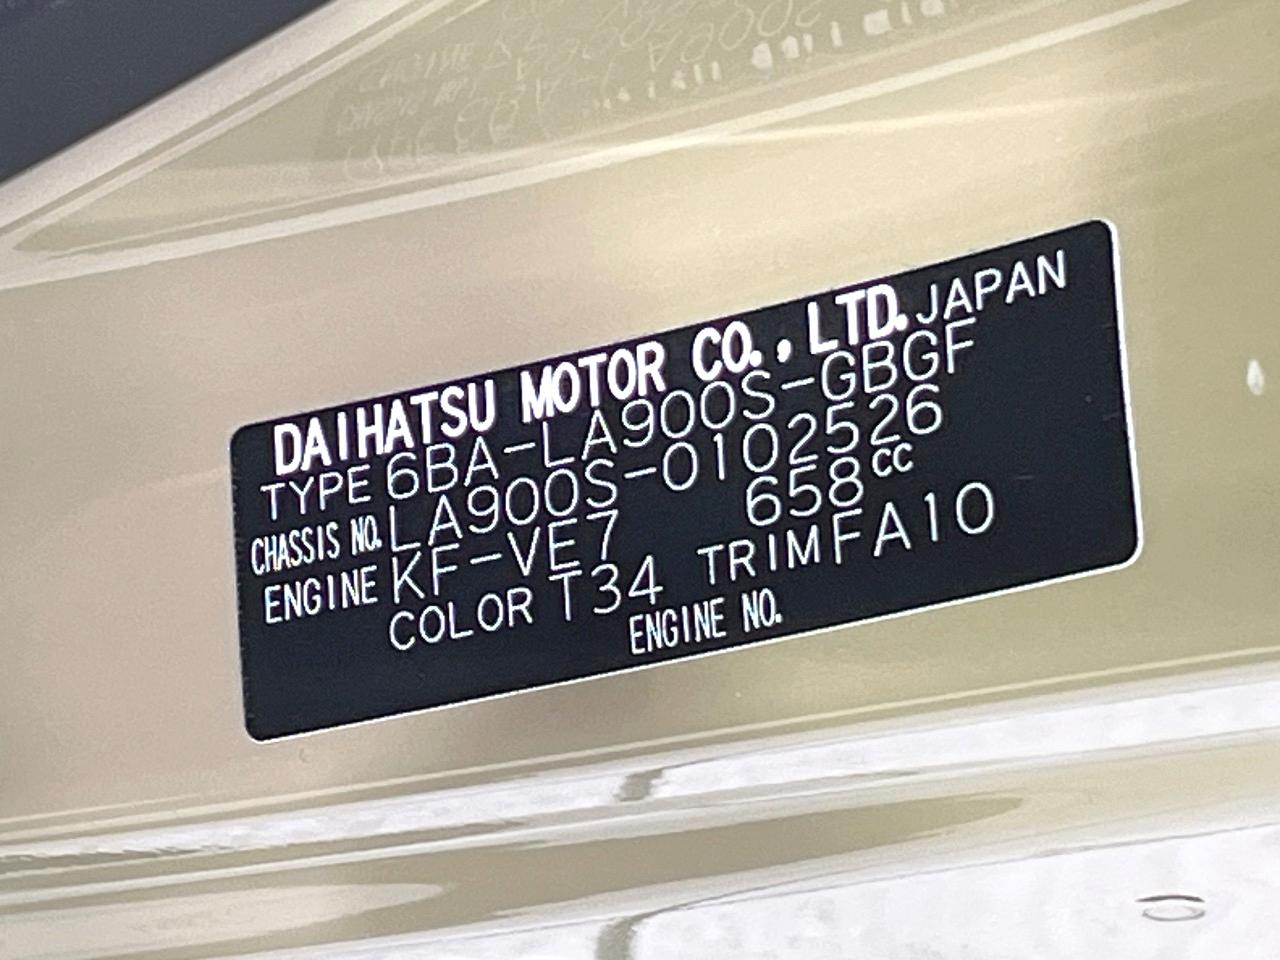 DAIHATSU MOTOR CO., LTD. JAPAN
TYPE 6BA-LA900S-GBGF
CHASSIS NO. LA900S-0102526
ENGINE KF-VE7 658CC
COLOR T34 TRIM FA10
ENGINE NO.